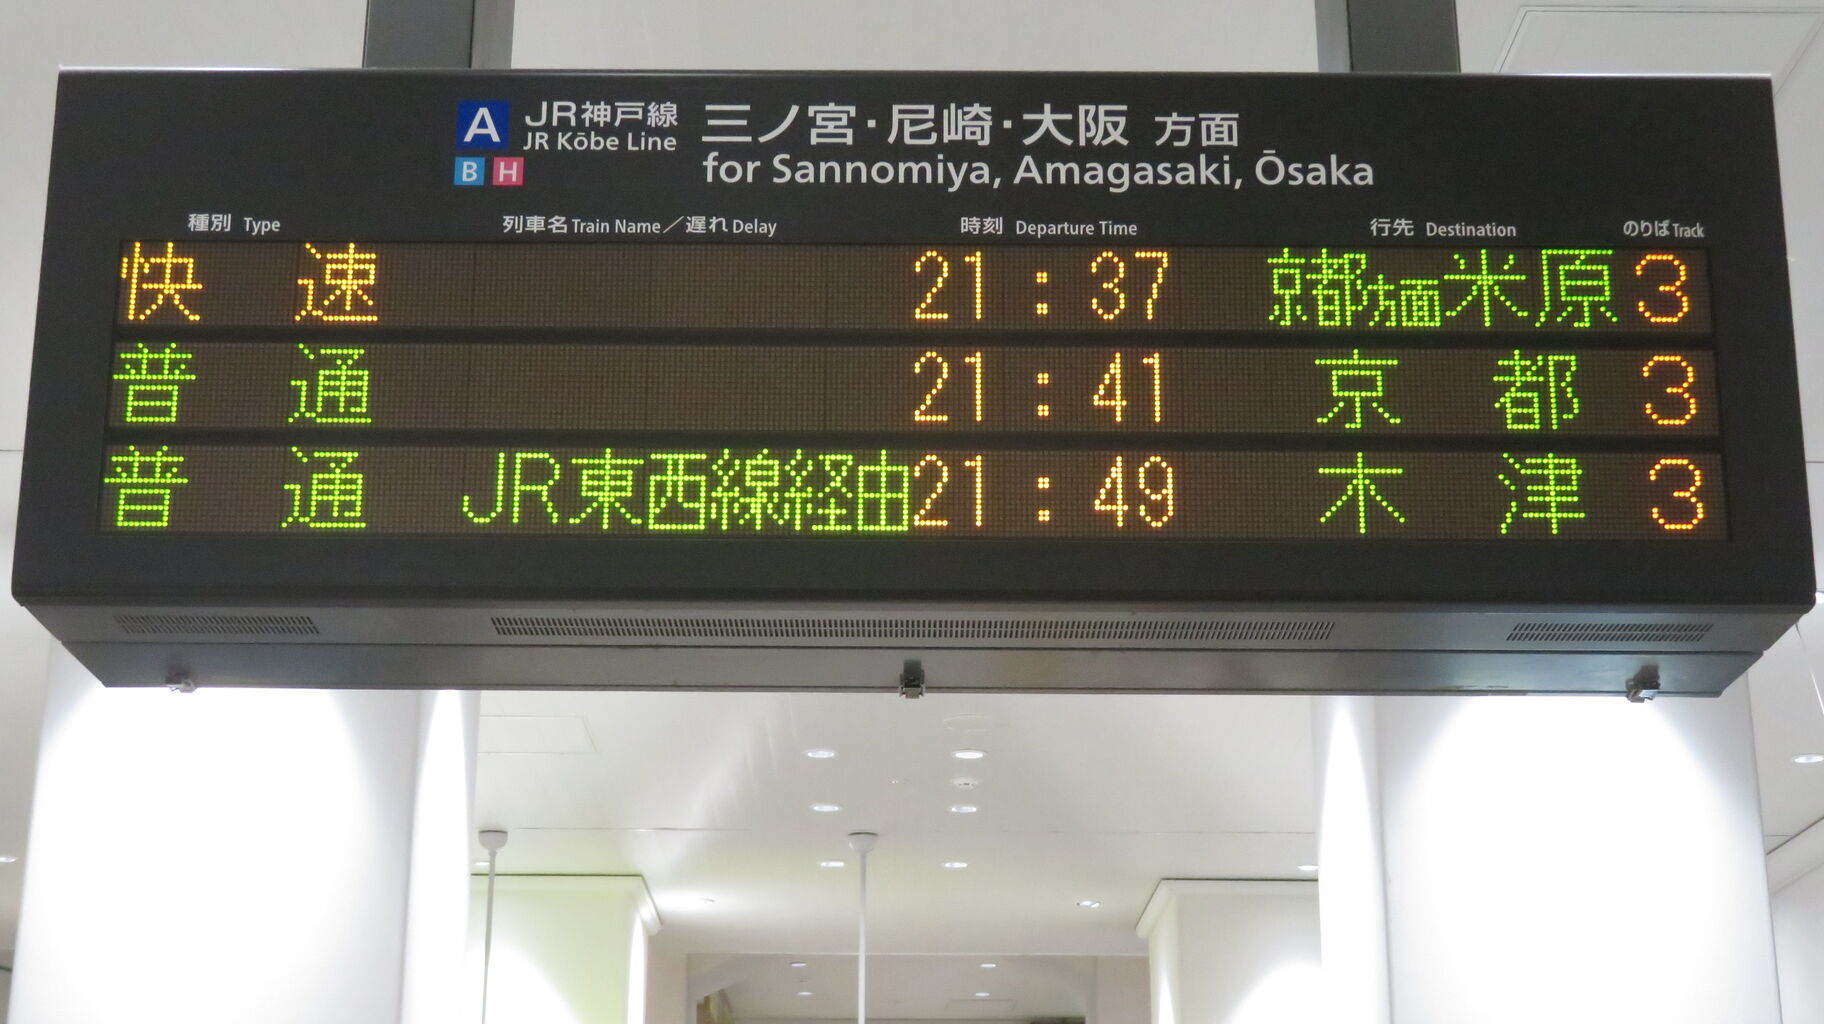 A JR神戸線 三ノ宮・尼崎・大阪 方面
JR Kōbe Line
B H for Sannomiya, Amagasaki, Ōsaka
種別 Type 列車名 Train Name／遅れ Delay 時刻 Departure Time 行先 Destination のりば Track
快速 21:37 京都方面米原 3
普通 21:41 京都 3
普通 JR東西線経由 21:49 木津 3